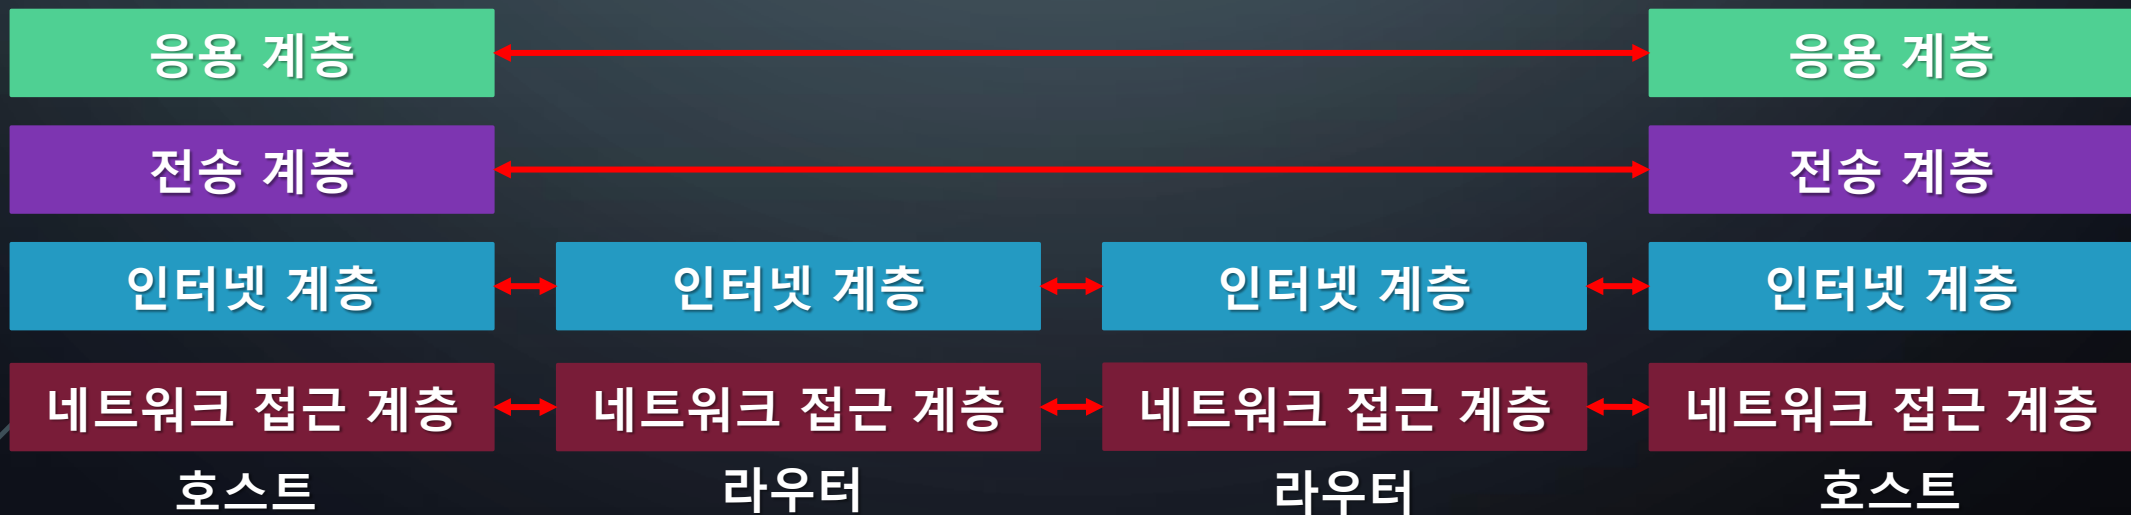 응용 계층
응용 계층
전송 계층
전송 계층
인터넷 계층
인터넷 계층
인터넷 계층
인터넷 계층
네트워크 접근 계층
네트워크 접근 계층
네트워크 접근 계층
네트워크 접근 계층
호스트
라우터
라우터
호스트